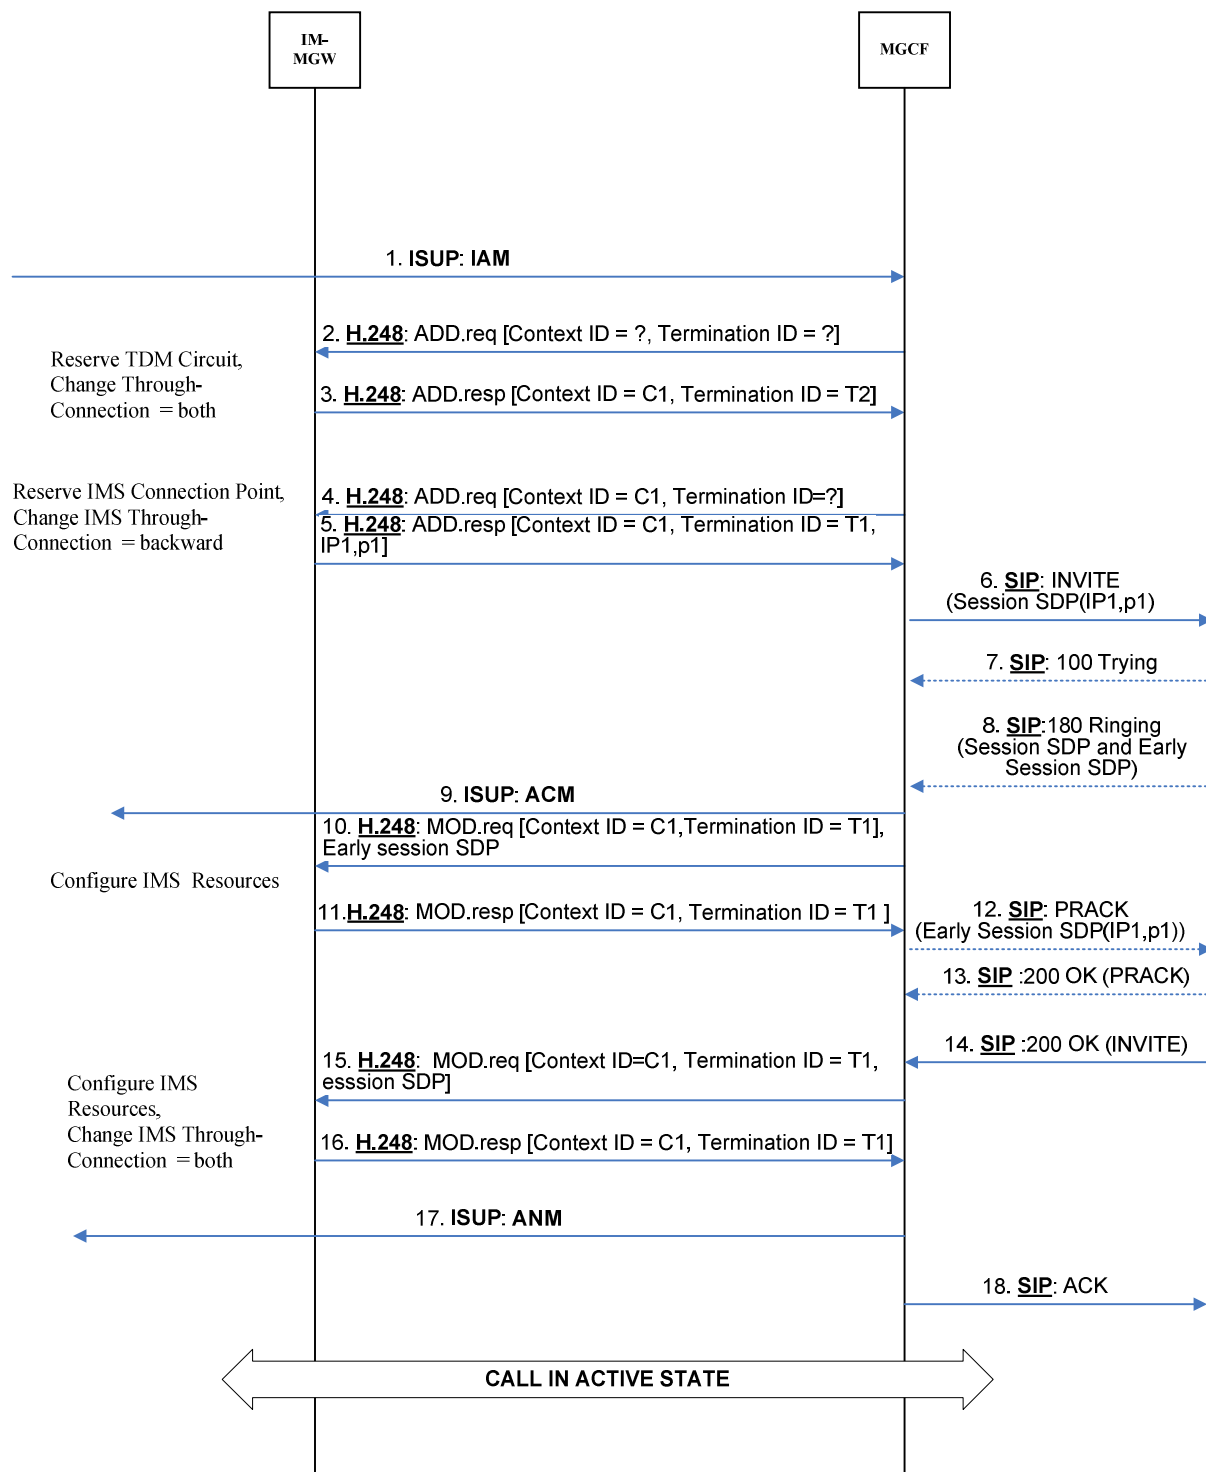 IM-
MGW
MGCF
1. ISUP: IAM
2. H.248: ADD.req [Context ID = ?, Termination ID = ?]
Reserve TDM Circuit,
Change Through-
Connection = both
3. H.248: ADD.resp [Context ID = C1, Termination ID = T2]
Reserve IMS Connection Point,
Change IMS Through-
Connection = backward
4. H.248: ADD.req [Context ID = C1, Termination ID=?]
5. H.248: ADD.resp [Context ID = C1, Termination ID = T1,
IP1,p1]
6. SIP: INVITE
(Session SDP(IP1,p1)
7. SIP: 100 Trying
8. SIP:180 Ringing
(Session SDP and Early
Session SDP)
9. ISUP: ACM
10. H.248: MOD.req [Context ID = C1,Termination ID = T1],
Early session SDP
Configure IMS Resources
11.H.248: MOD.resp [Context ID = C1, Termination ID = T1 ]
12. SIP: PRACK
(Early Session SDP(IP1,p1))
13. SIP :200 OK (PRACK)
14. SIP :200 OK (INVITE)
15. H.248: MOD.req [Context ID=C1, Termination ID = T1,
esssion SDP]
Configure IMS
Resources,
Change IMS Through-
Connection = both
16. H.248: MOD.resp [Context ID = C1, Termination ID = T1]
17. ISUP: ANM
18. SIP: ACK
CALL IN ACTIVE STATE